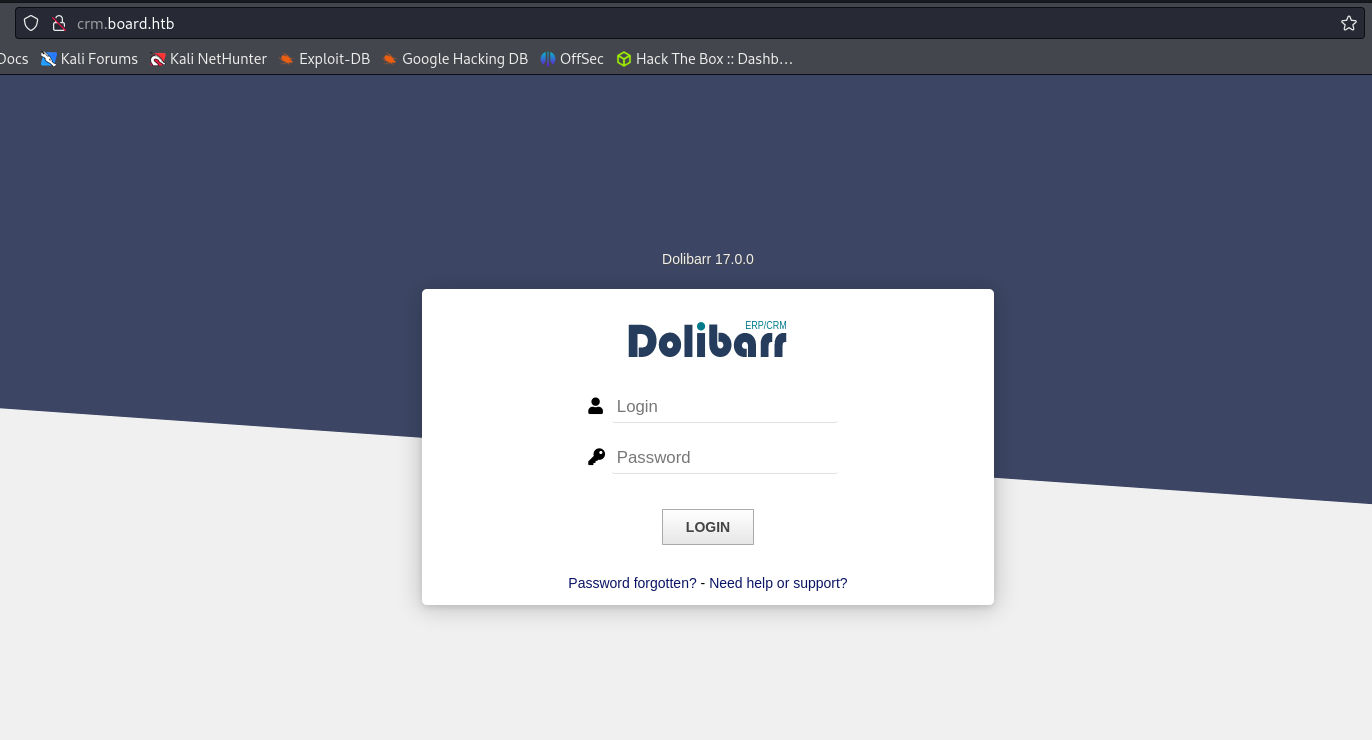 crm.board.htb
Docs Kali Forums Kali NetHunter Exploit-DB Google Hacking DB OffSec Hack The Box :: Dashb…
Dolibarr 17.0.0
ERP/CRM
Dolibarr
Login
Password
LOGIN
Password forgotten? - Need help or support?